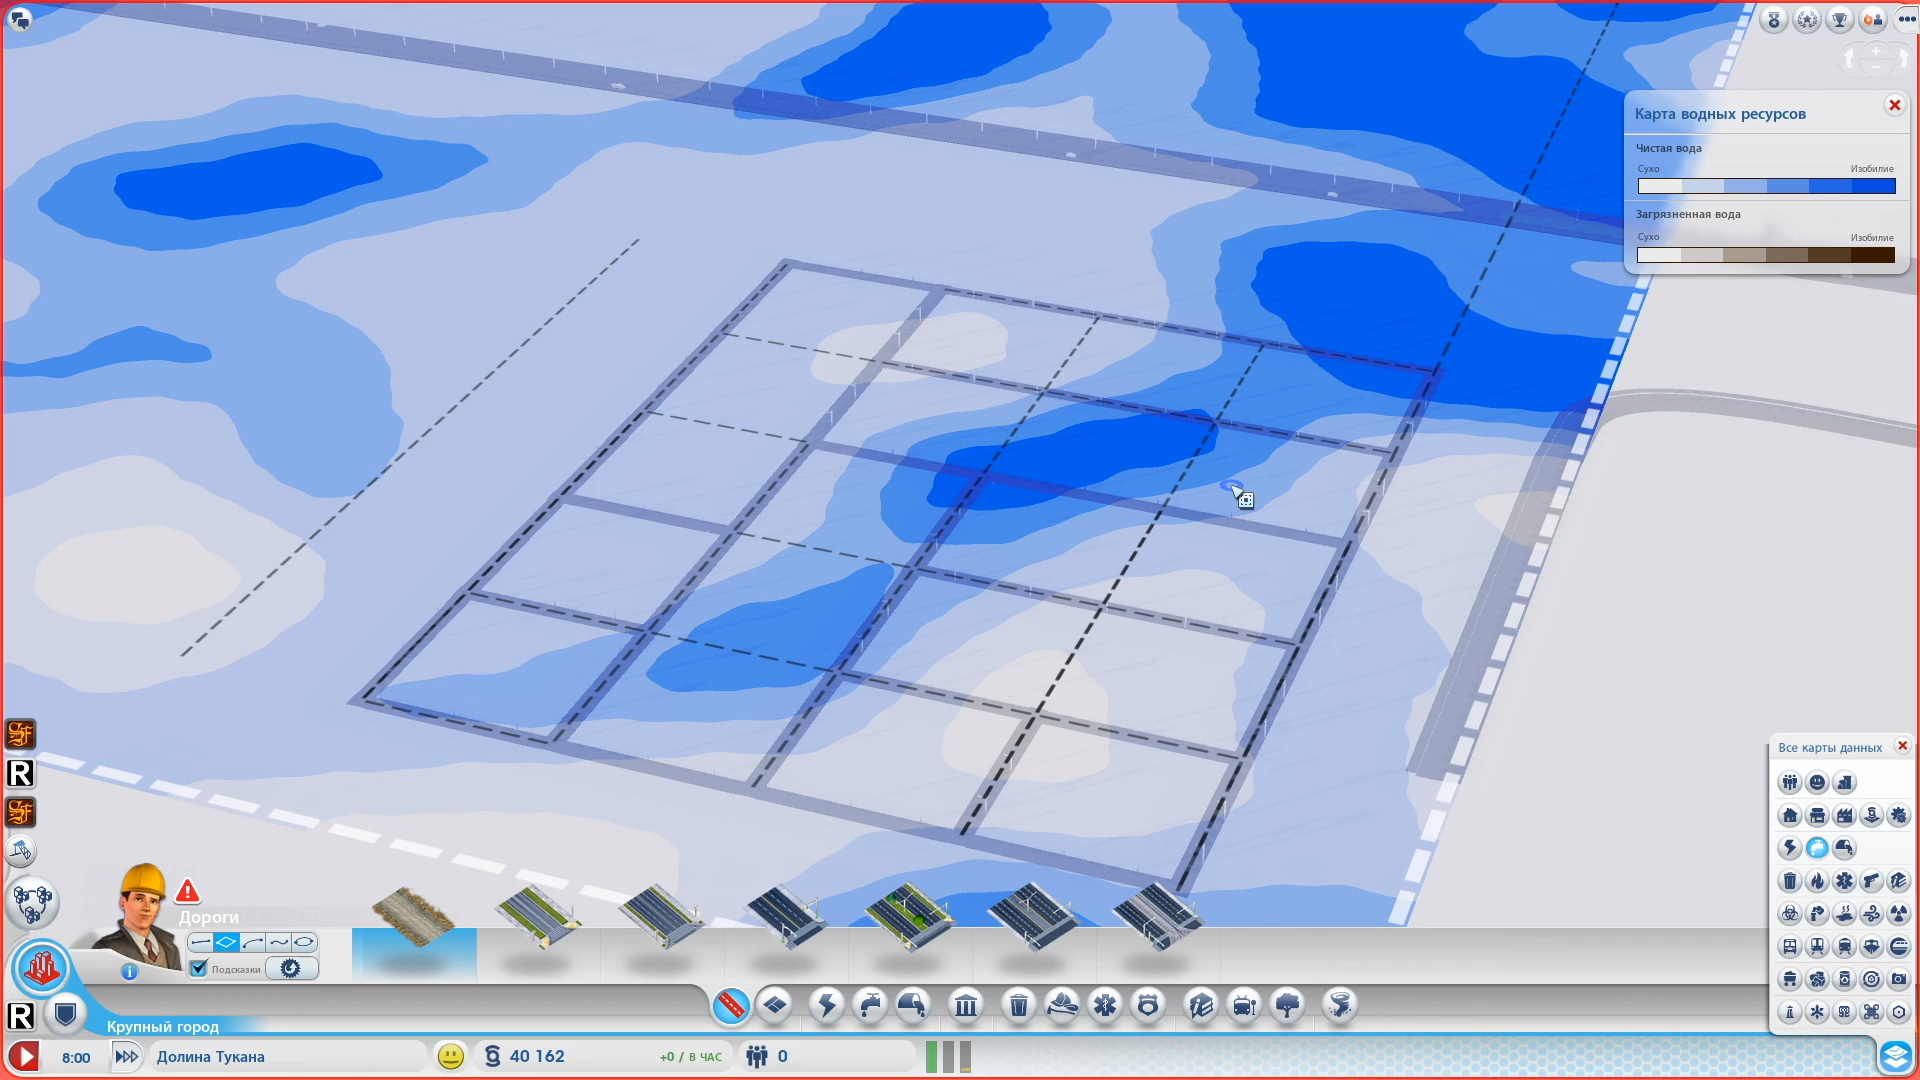 Карта водных ресурсов
Чистая вода
Сухо
Изобилие
Загрязненная вода
Сухо
Изобилие
Все карты данных
R
Дороги
Подсказки
R
Крупный город
8:00
Долина Тукана
40 162
+0 / В ЧАС
0